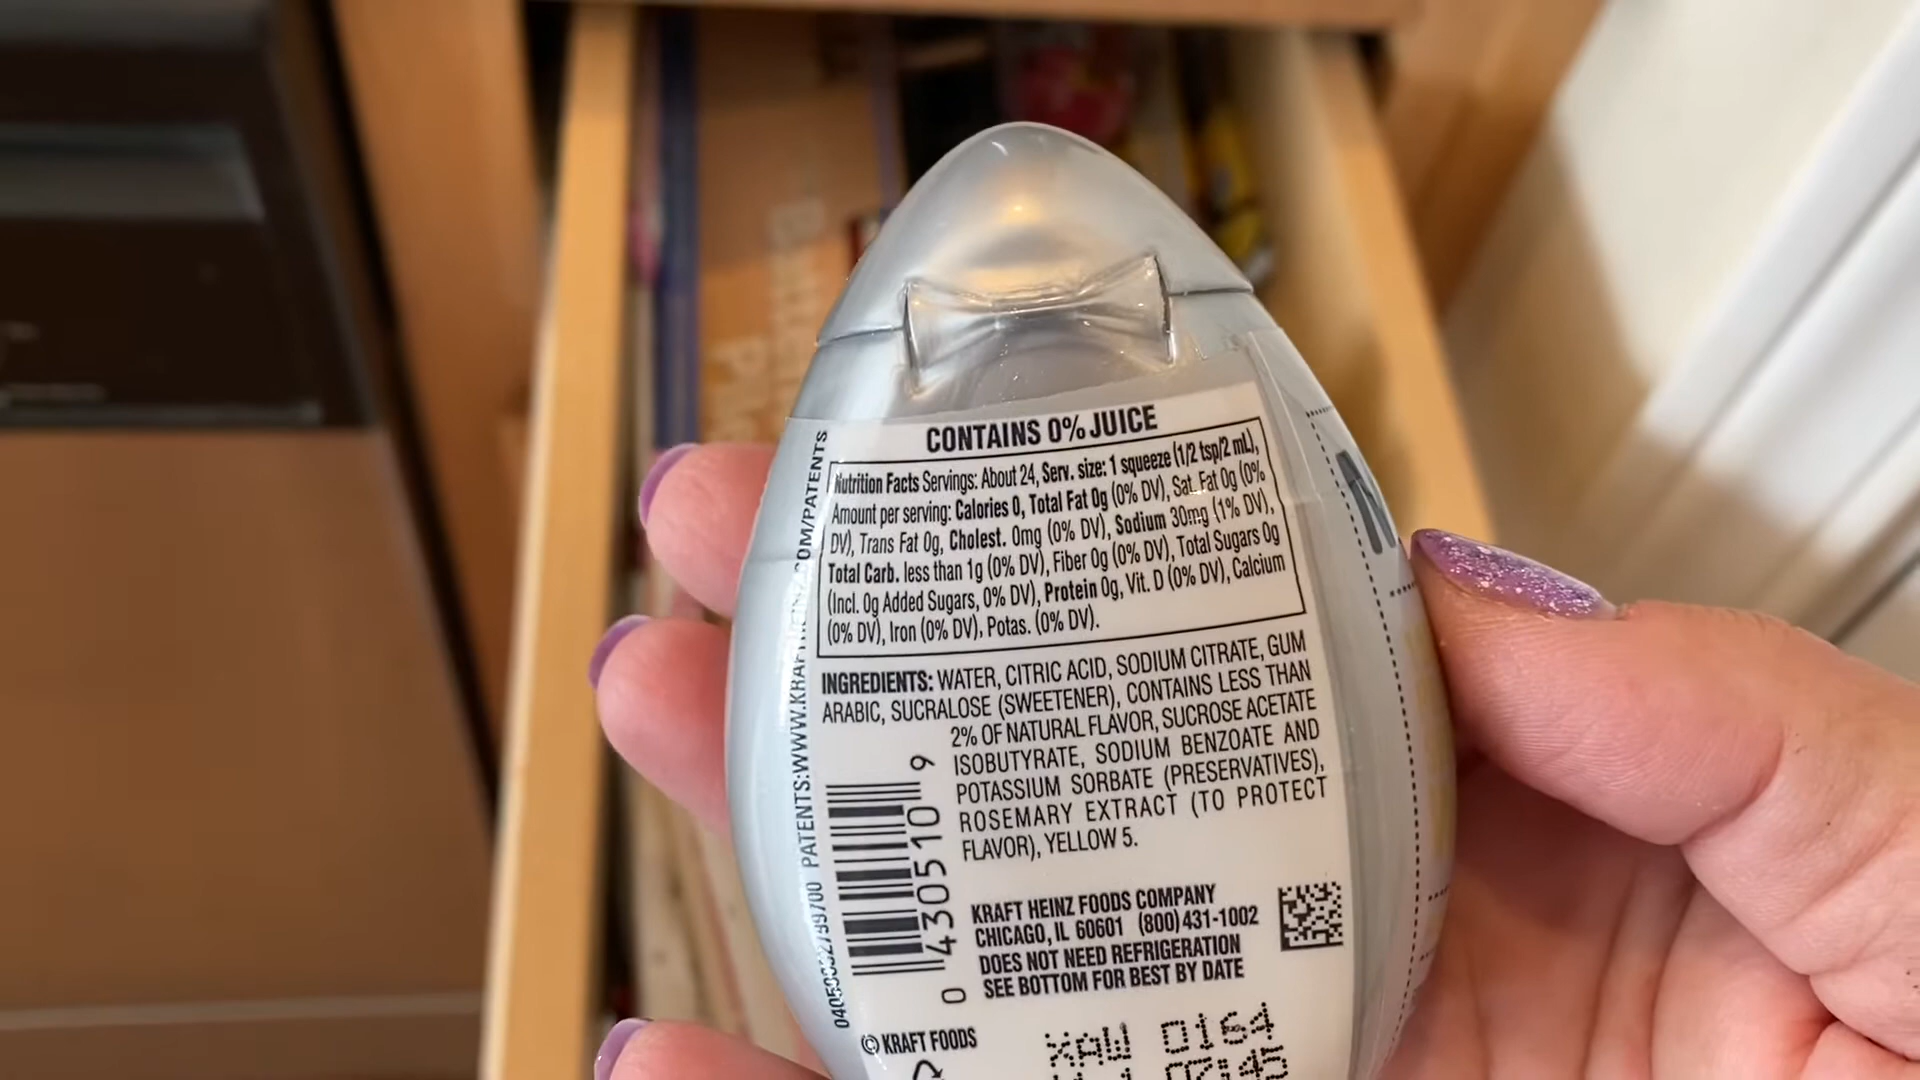 CONTAINS 0% JUICE
Nutrition Facts Servings: About 24, Serv. size: 1 squeeze (1/2 tsp/2 mL),
Amount per serving: Calories 0, Total Fat 0g (0% DV), Sat. Fat 0g (0%
DV), Trans Fat 0g, Cholest. 0mg (0% DV), Sodium 30mg (1% DV),
Total Carb. less than 1g (0% DV), Fiber 0g (0% DV), Total Sugars 0g
(Incl. 0g Added Sugars, 0% DV), Protein 0g, Vit. D (0% DV), Calcium
(0% DV), Iron (0% DV), Potas. (0% DV).
INGREDIENTS: WATER, CITRIC ACID, SODIUM CITRATE, GUM
ARABIC, SUCRALOSE (SWEETENER), CONTAINS LESS THAN
2% OF NATURAL FLAVOR, SUCROSE ACETATE
ISOBUTYRATE, SODIUM BENZOATE AND
POTASSIUM SORBATE (PRESERVATIVES),
ROSEMARY EXTRACT (TO PROTECT
FLAVOR), YELLOW 5.
0 43051 0 9
KRAFT HEINZ FOODS COMPANY
CHICAGO, IL 60601 (800) 431-1002
DOES NOT NEED REFRIGERATION
SEE BOTTOM FOR BEST BY DATE
© KRAFT FOODS
XAW 0164
PATENTS:WWW.KRAFTHEINZ.COM/PATENTS